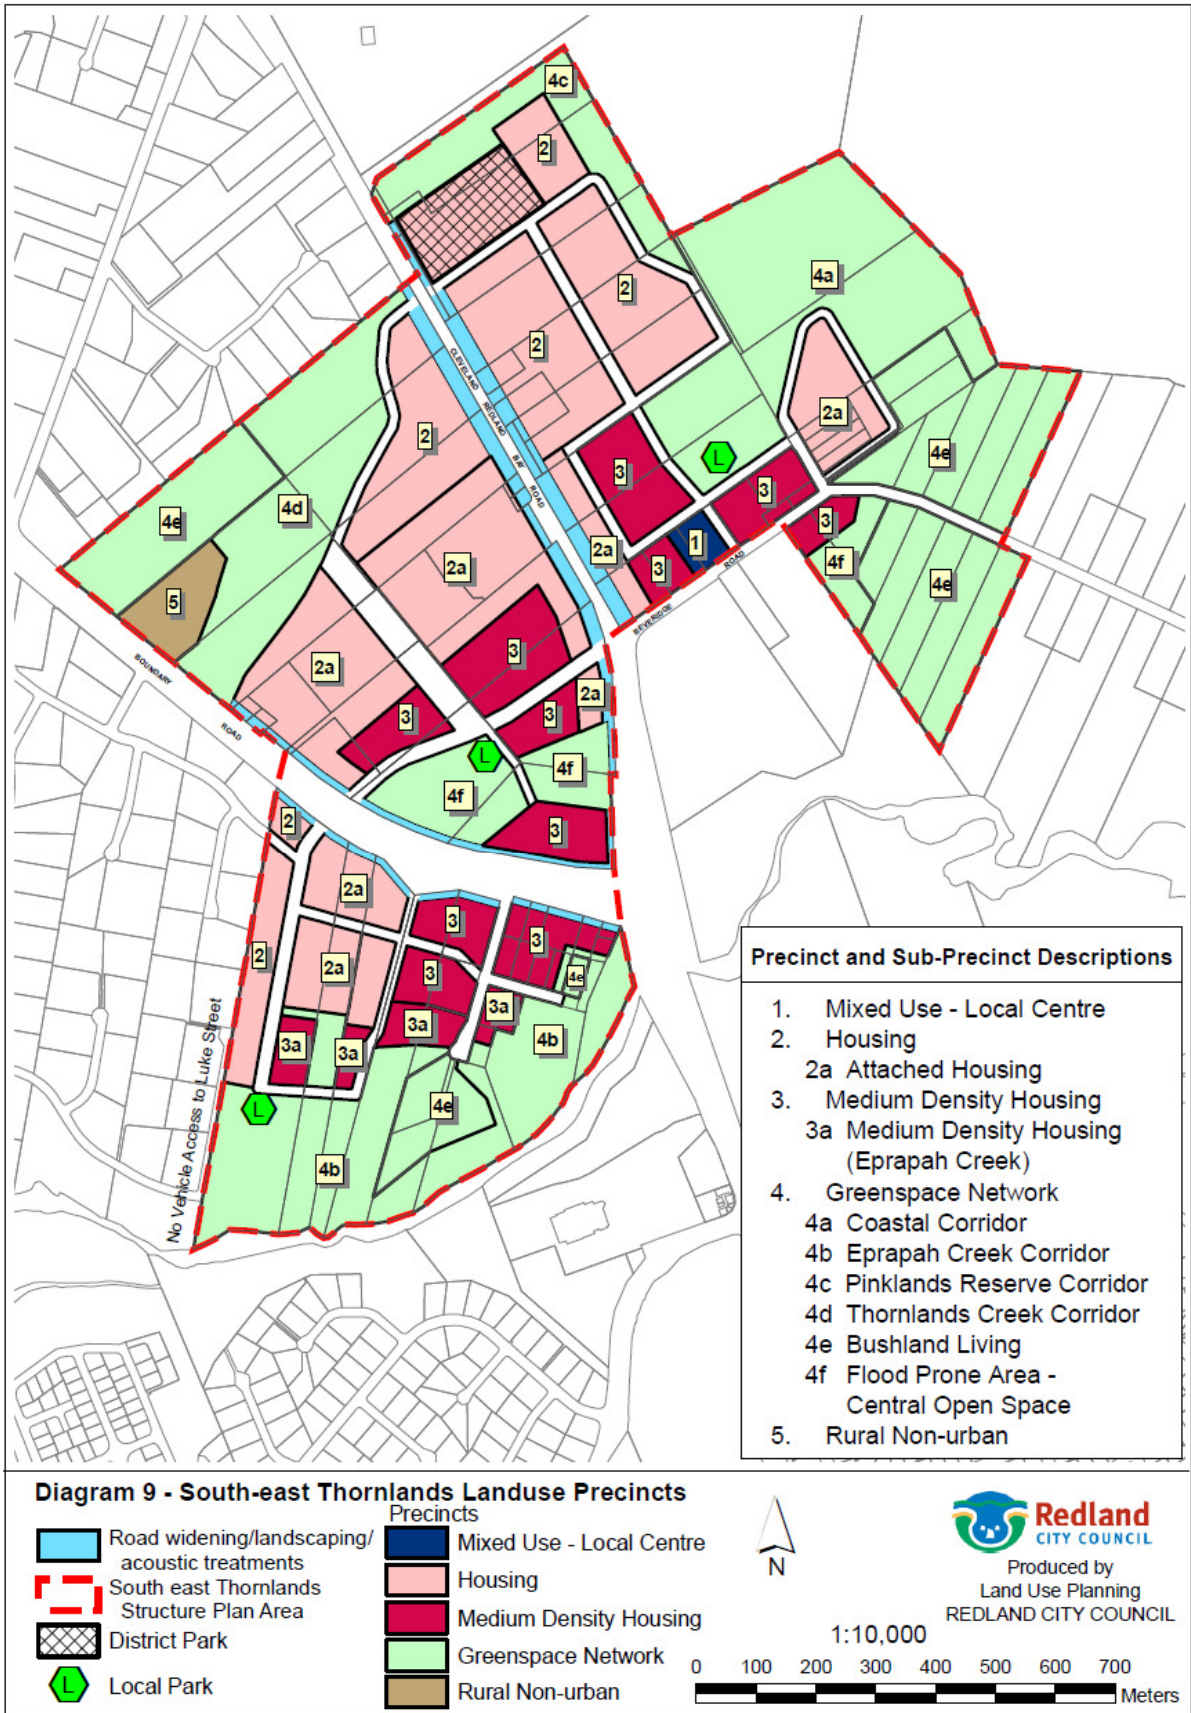 4c
2
4a
2
2
CLEVELAND REDLAND BAY ROAD
2
2a
L
4e
3
3
4d
4e
3
2a
1
4f
2a
3
ROAD
4e
BEVERIDGE
5
3
BOUNDARY
2a
2a
3
3
ROAD
L
4f
4f
2
3
2a
3
3
2
2a
3
4e
3a
3a
4b
3a
3a
4e
L
4b
No Vehicle Access to Luke Street
Precinct and Sub-Precinct Descriptions
1. Mixed Use - Local Centre
2. Housing
2a Attached Housing
3. Medium Density Housing
3a Medium Density Housing
(Eprapah Creek)
4. Greenspace Network
4a Coastal Corridor
4b Eprapah Creek Corridor
4c Pinklands Reserve Corridor
4d Thornlands Creek Corridor
4e Bushland Living
4f Flood Prone Area -
Central Open Space
5. Rural Non-urban
Diagram 9 - South-east Thornlands Landuse Precincts
Road widening/landscaping/
acoustic treatments
South east Thornlands
Structure Plan Area
District Park
L Local Park
Precincts
Mixed Use - Local Centre
Housing
Medium Density Housing
Greenspace Network
Rural Non-urban
N
Redland
CITY COUNCIL
Produced by
Land Use Planning
REDLAND CITY COUNCIL
1:10,000
0 100 200 300 400 500 600 700
Meters